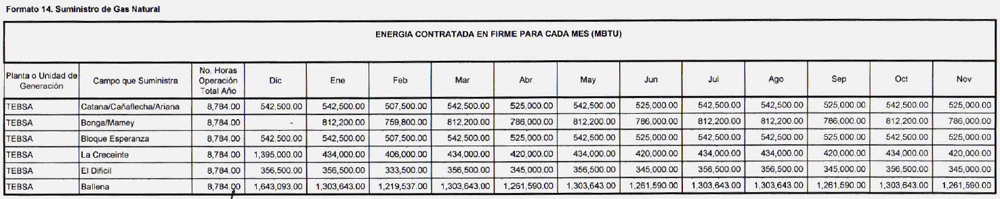 Formato 14. Suministro de Gas Natural
ENERGIA CONTRATADA EN FIRME PARA CADA MES (MBTU)
Planta o Unidad de Generación Campo que Suministra No. Horas Operación Total Año Dic Ene Feb Mar Abr May Jun Jul Ago Sep Oct Nov
TEBSA Catana/Cañaflecha/Ariana 8,784.00 542,500.00 542,500.00 507,500.00 542,500.00 525,000.00 542,500.00 525,000.00 542,500.00 542,500.00 525,000.00 542,500.00 525,000.00
TEBSA Bonga/Mamey 8,784.00 - 812,200.00 759,800.00 812,200.00 786,000.00 812,200.00 786,000.00 812,200.00 812,200.00 786,000.00 812,200.00 786,000.00
TEBSA Bloque Esperanza 8,784.00 542,500.00 542,500.00 507,500.00 542,500.00 525,000.00 542,500.00 525,000.00 542,500.00 542,500.00 525,000.00 542,500.00 525,000.00
TEBSA La Creceinte 8,784.00 1,395,000.00 434,000.00 406,000.00 434,000.00 420,000.00 434,000.00 420,000.00 434,000.00 434,000.00 420,000.00 434,000.00 420,000.00
TEBSA El Dificil 8,784.00 356,500.00 356,500.00 333,500.00 356,500.00 345,000.00 356,500.00 345,000.00 356,500.00 356,500.00 345,000.00 356,500.00 345,000.00
TEBSA Ballena 8,784.00 1,643,093.00 1,303,643.00 1,219,537.00 1,303,643.00 1,261,590.00 1,303,643.00 1,261,590.00 1,303,643.00 1,303,643.00 1,261,590.00 1,303,643.00 1,261,590.00